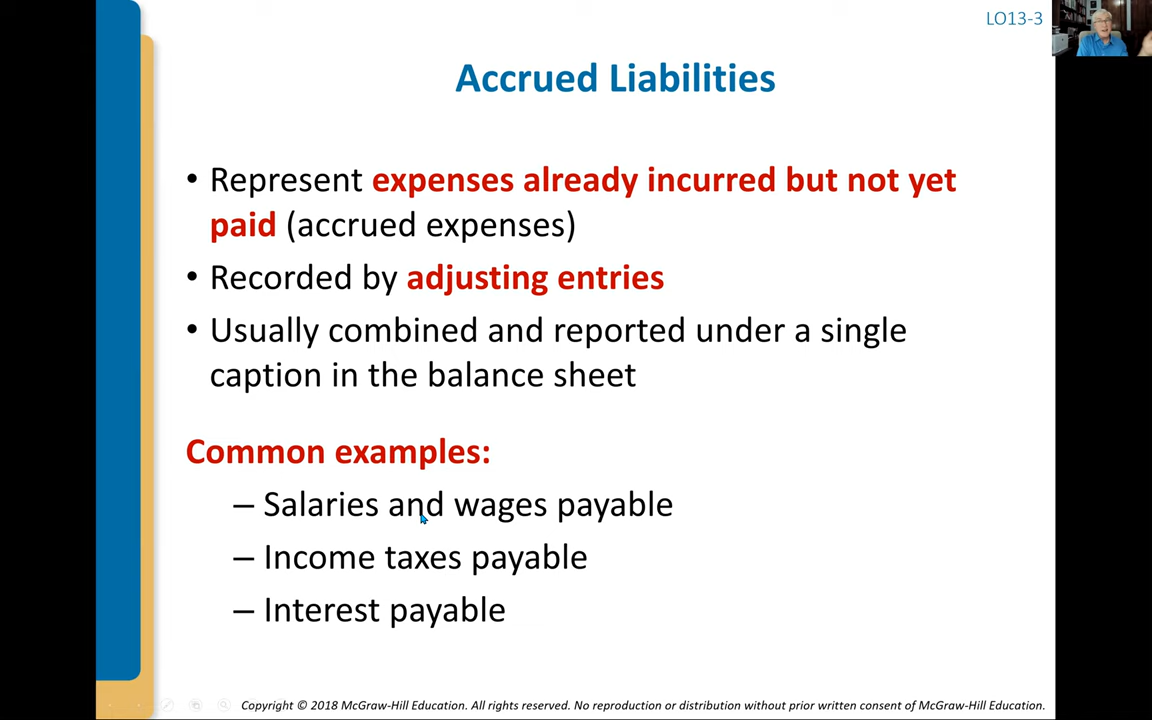 LO13-3
Accrued Liabilities
• Represent expenses already incurred but not yet
paid (accrued expenses)
• Recorded by adjusting entries
• Usually combined and reported under a single
caption in the balance sheet
Common examples:
– Salaries and wages payable
– Income taxes payable
– Interest payable
Copyright © 2018 McGraw-Hill Education. All rights reserved. No reproduction or distribution without prior written consent of McGraw-Hill Education.